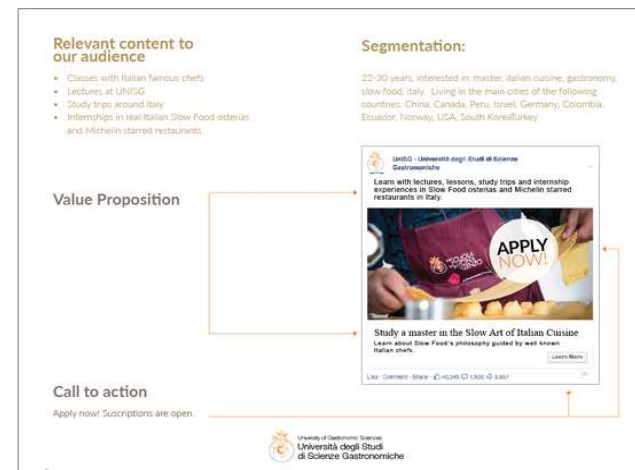 Relevant content to
our audience
• Classes with Italian famous chefs
• Lectures at UNISG
• Study trips around Italy
• Internships in real Italian Slow Food osterias
and Michelin starred restaurants.
Segmentation:
22-30 years, interested in: master, italian cuisine, gastronomy,
slow food, italy. Living in the main cities of the following
countries: China, Canada, Peru, Israel, Germany, Colombia,
Ecuador, Norway, USA, South KoreaTurkey
Value Proposition
UniSG - Università degli Studi di Scienze
Gastronomiche
Learn with lectures, lessons, study trips and internship
experiences in Slow Food osterias and Michelin starred
restaurants in Italy.
APPLY
NOW!
Study a master in the Slow Art of Italian Cuisine
Learn about Slow Food's philosophy guided by well known
Italian chefs.
Learn More
Like · Comment · Share
Call to action
Apply now! Suscriptions are open.
University of Gastronomic Sciences
Università degli Studi
di Scienze Gastronomiche